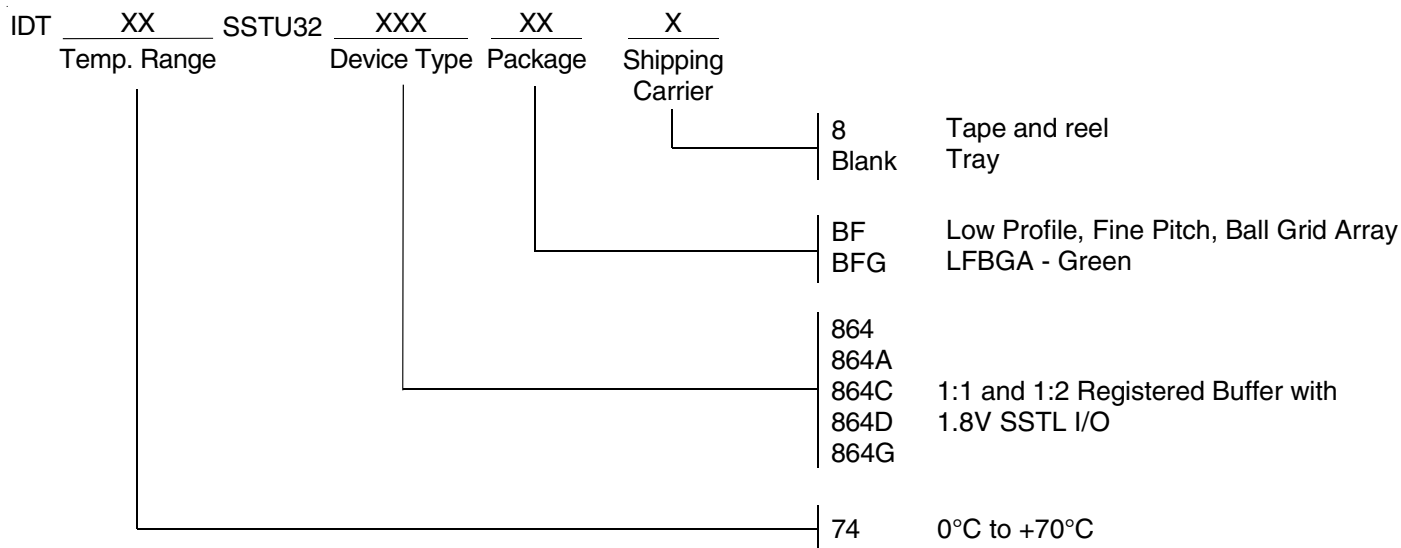 IDT XX SSTU32 XXX XX X
Temp. Range Device Type Package Shipping
Carrier
8 Tape and reel
Blank Tray
BF Low Profile, Fine Pitch, Ball Grid Array
BFG LFBGA - Green
864
864A
864C 1:1 and 1:2 Registered Buffer with
864D 1.8V SSTL I/O
864G
74 0°C to +70°C